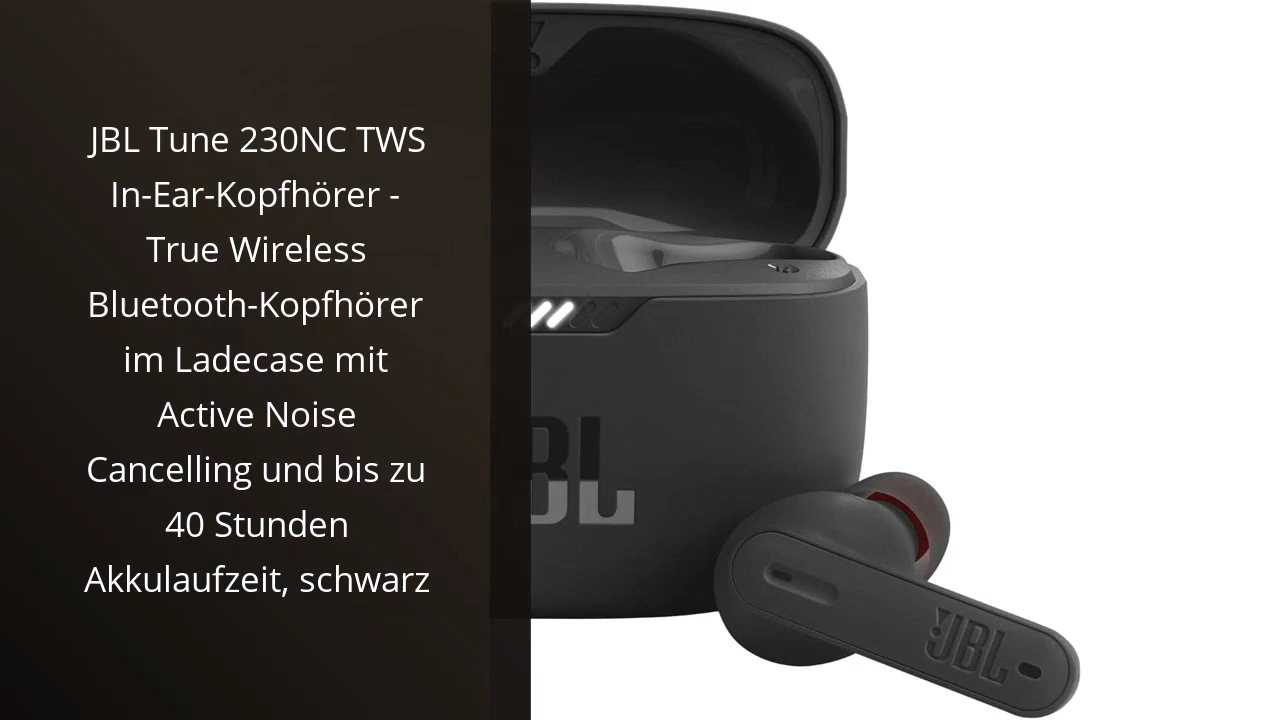 JBL Tune 230NC TWS
In-Ear-Kopfhörer -
True Wireless
Bluetooth-Kopfhörer
im Ladecase mit
Active Noise
Cancelling und bis zu
40 Stunden
Akkulaufzeit, schwarz
JBL
JBL